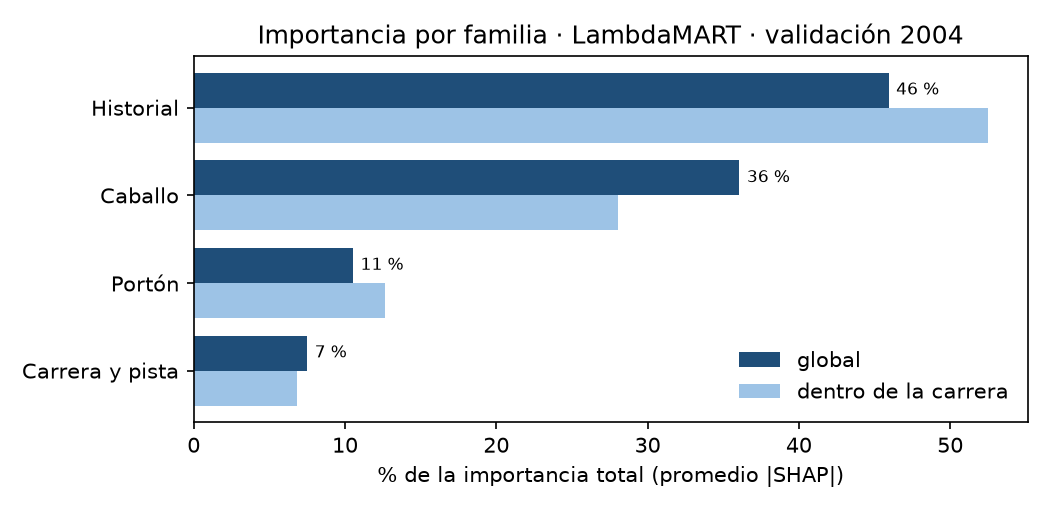 Importancia por familia · LambdaMART · validación 2004
Historial
46 %
Caballo
36 %
Portón
11 %
Carrera y pista
7 %
global
dentro de la carrera
0 10 20 30 40 50
% de la importancia total (promedio |SHAP|)